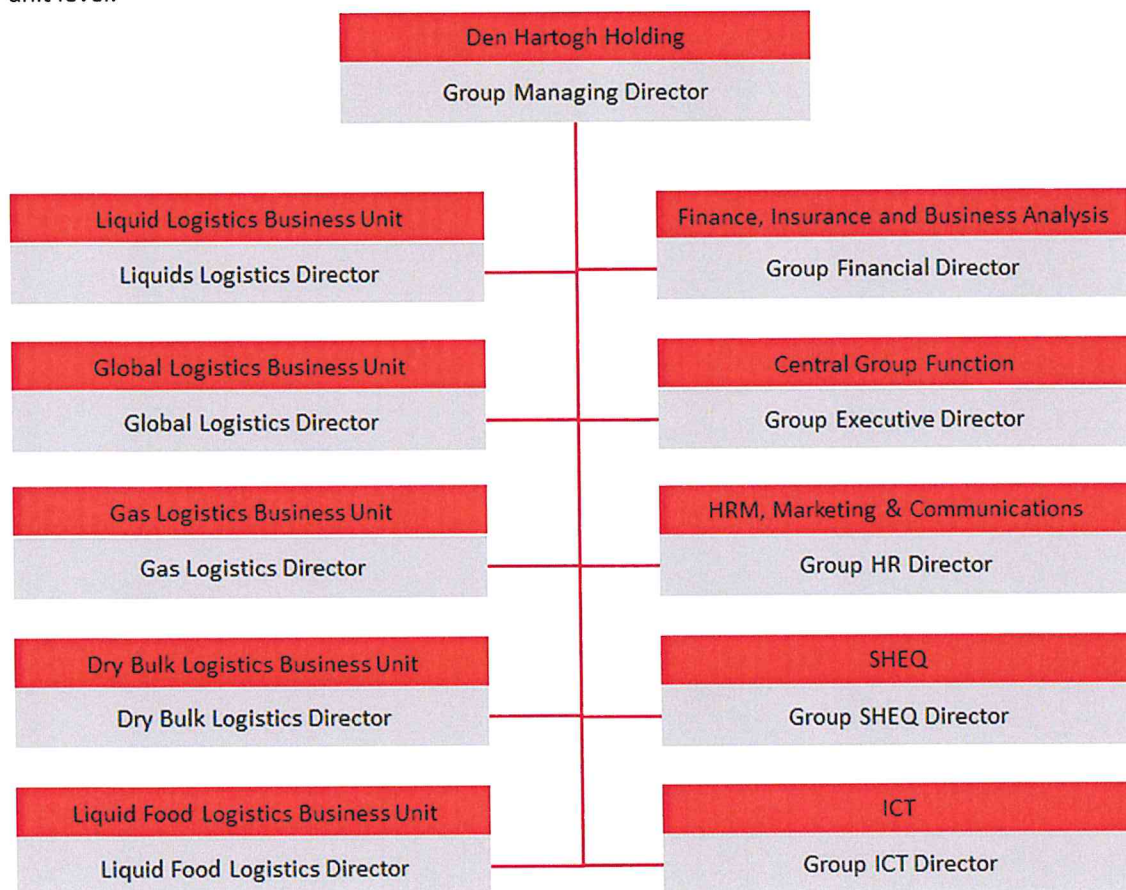 unit level.
Den Hartogh Holding
Group Managing Director
Liquid Logistics Business Unit
Liquids Logistics Director
Finance, Insurance and Business Analysis
Group Financial Director
Global Logistics Business Unit
Global Logistics Director
Central Group Function
Group Executive Director
Gas Logistics Business Unit
Gas Logistics Director
HRM, Marketing & Communications
Group HR Director
Dry Bulk Logistics Business Unit
Dry Bulk Logistics Director
SHEQ
Group SHEQ Director
Liquid Food Logistics Business Unit
Liquid Food Logistics Director
ICT
Group ICT Director